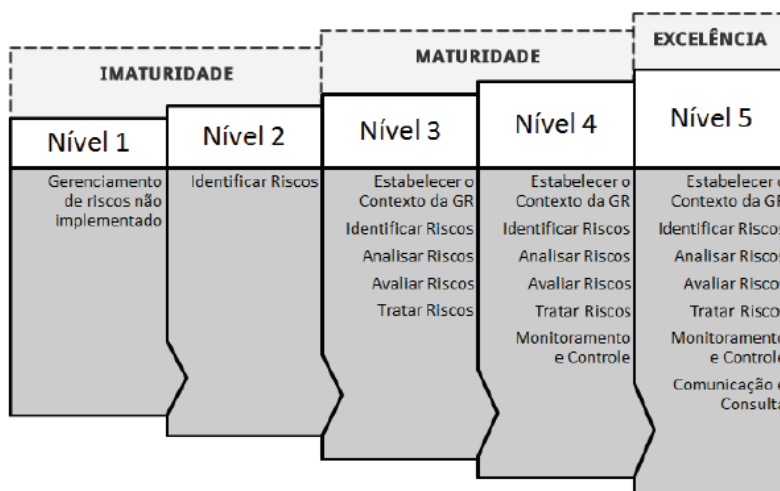 IMATURIDADE
MATURIDADE
EXCELÊNCIA
Nível 1
Nível 2
Nível 3
Nível 4
Nível 5
Gerenciamento
de riscos não
implementado
Identificar Riscos
Estabelecer o
Contexto da GR
Identificar Riscos
Analisar Riscos
Avaliar Riscos
Tratar Riscos
Estabelecer o
Contexto da GR
Identificar Riscos
Analisar Riscos
Avaliar Riscos
Tratar Riscos
Monitoramento
e Controle
Estabelecer o
Contexto da GR
Identificar Riscos
Analisar Riscos
Avaliar Riscos
Tratar Riscos
Monitoramento
e Controle
Comunicação e
Consulta